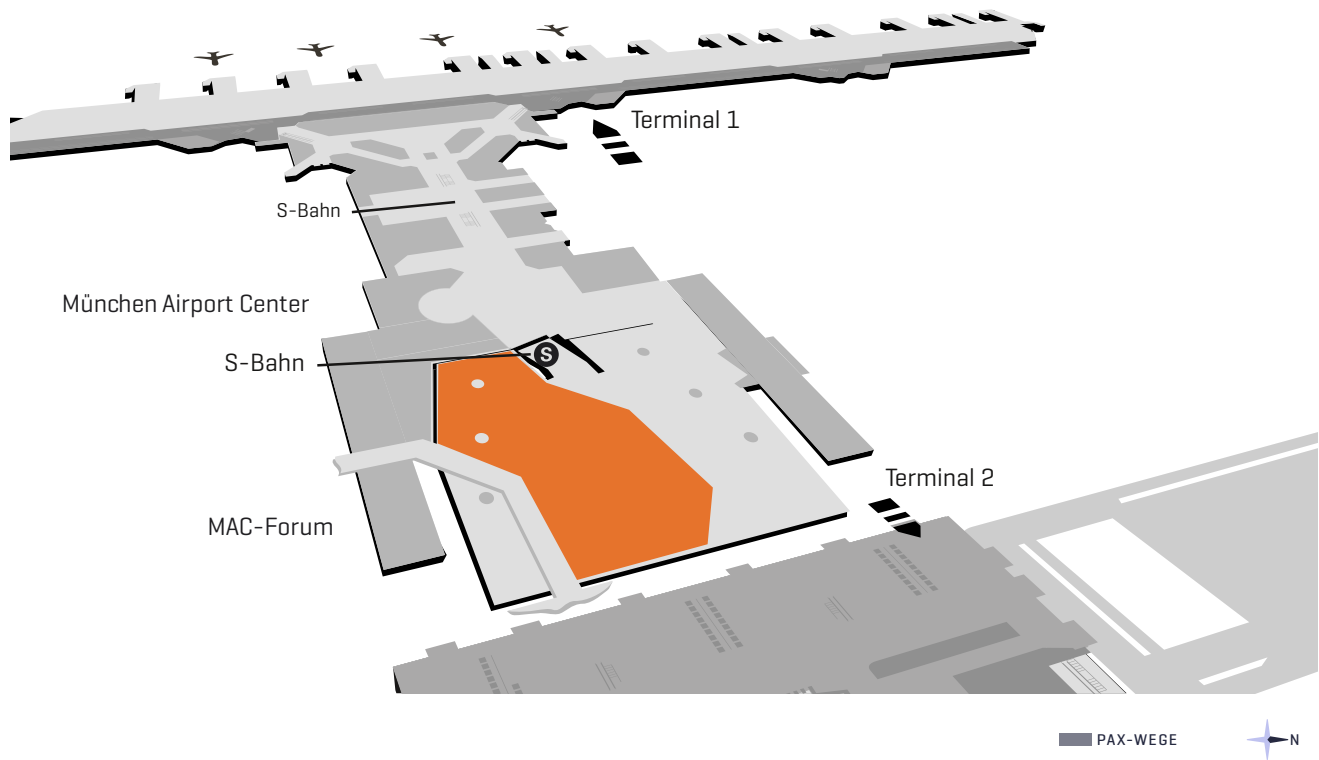 Terminal 1
S-Bahn
München Airport Center
S-Bahn
S
Terminal 2
MAC-Forum
PAX-WEGE
N